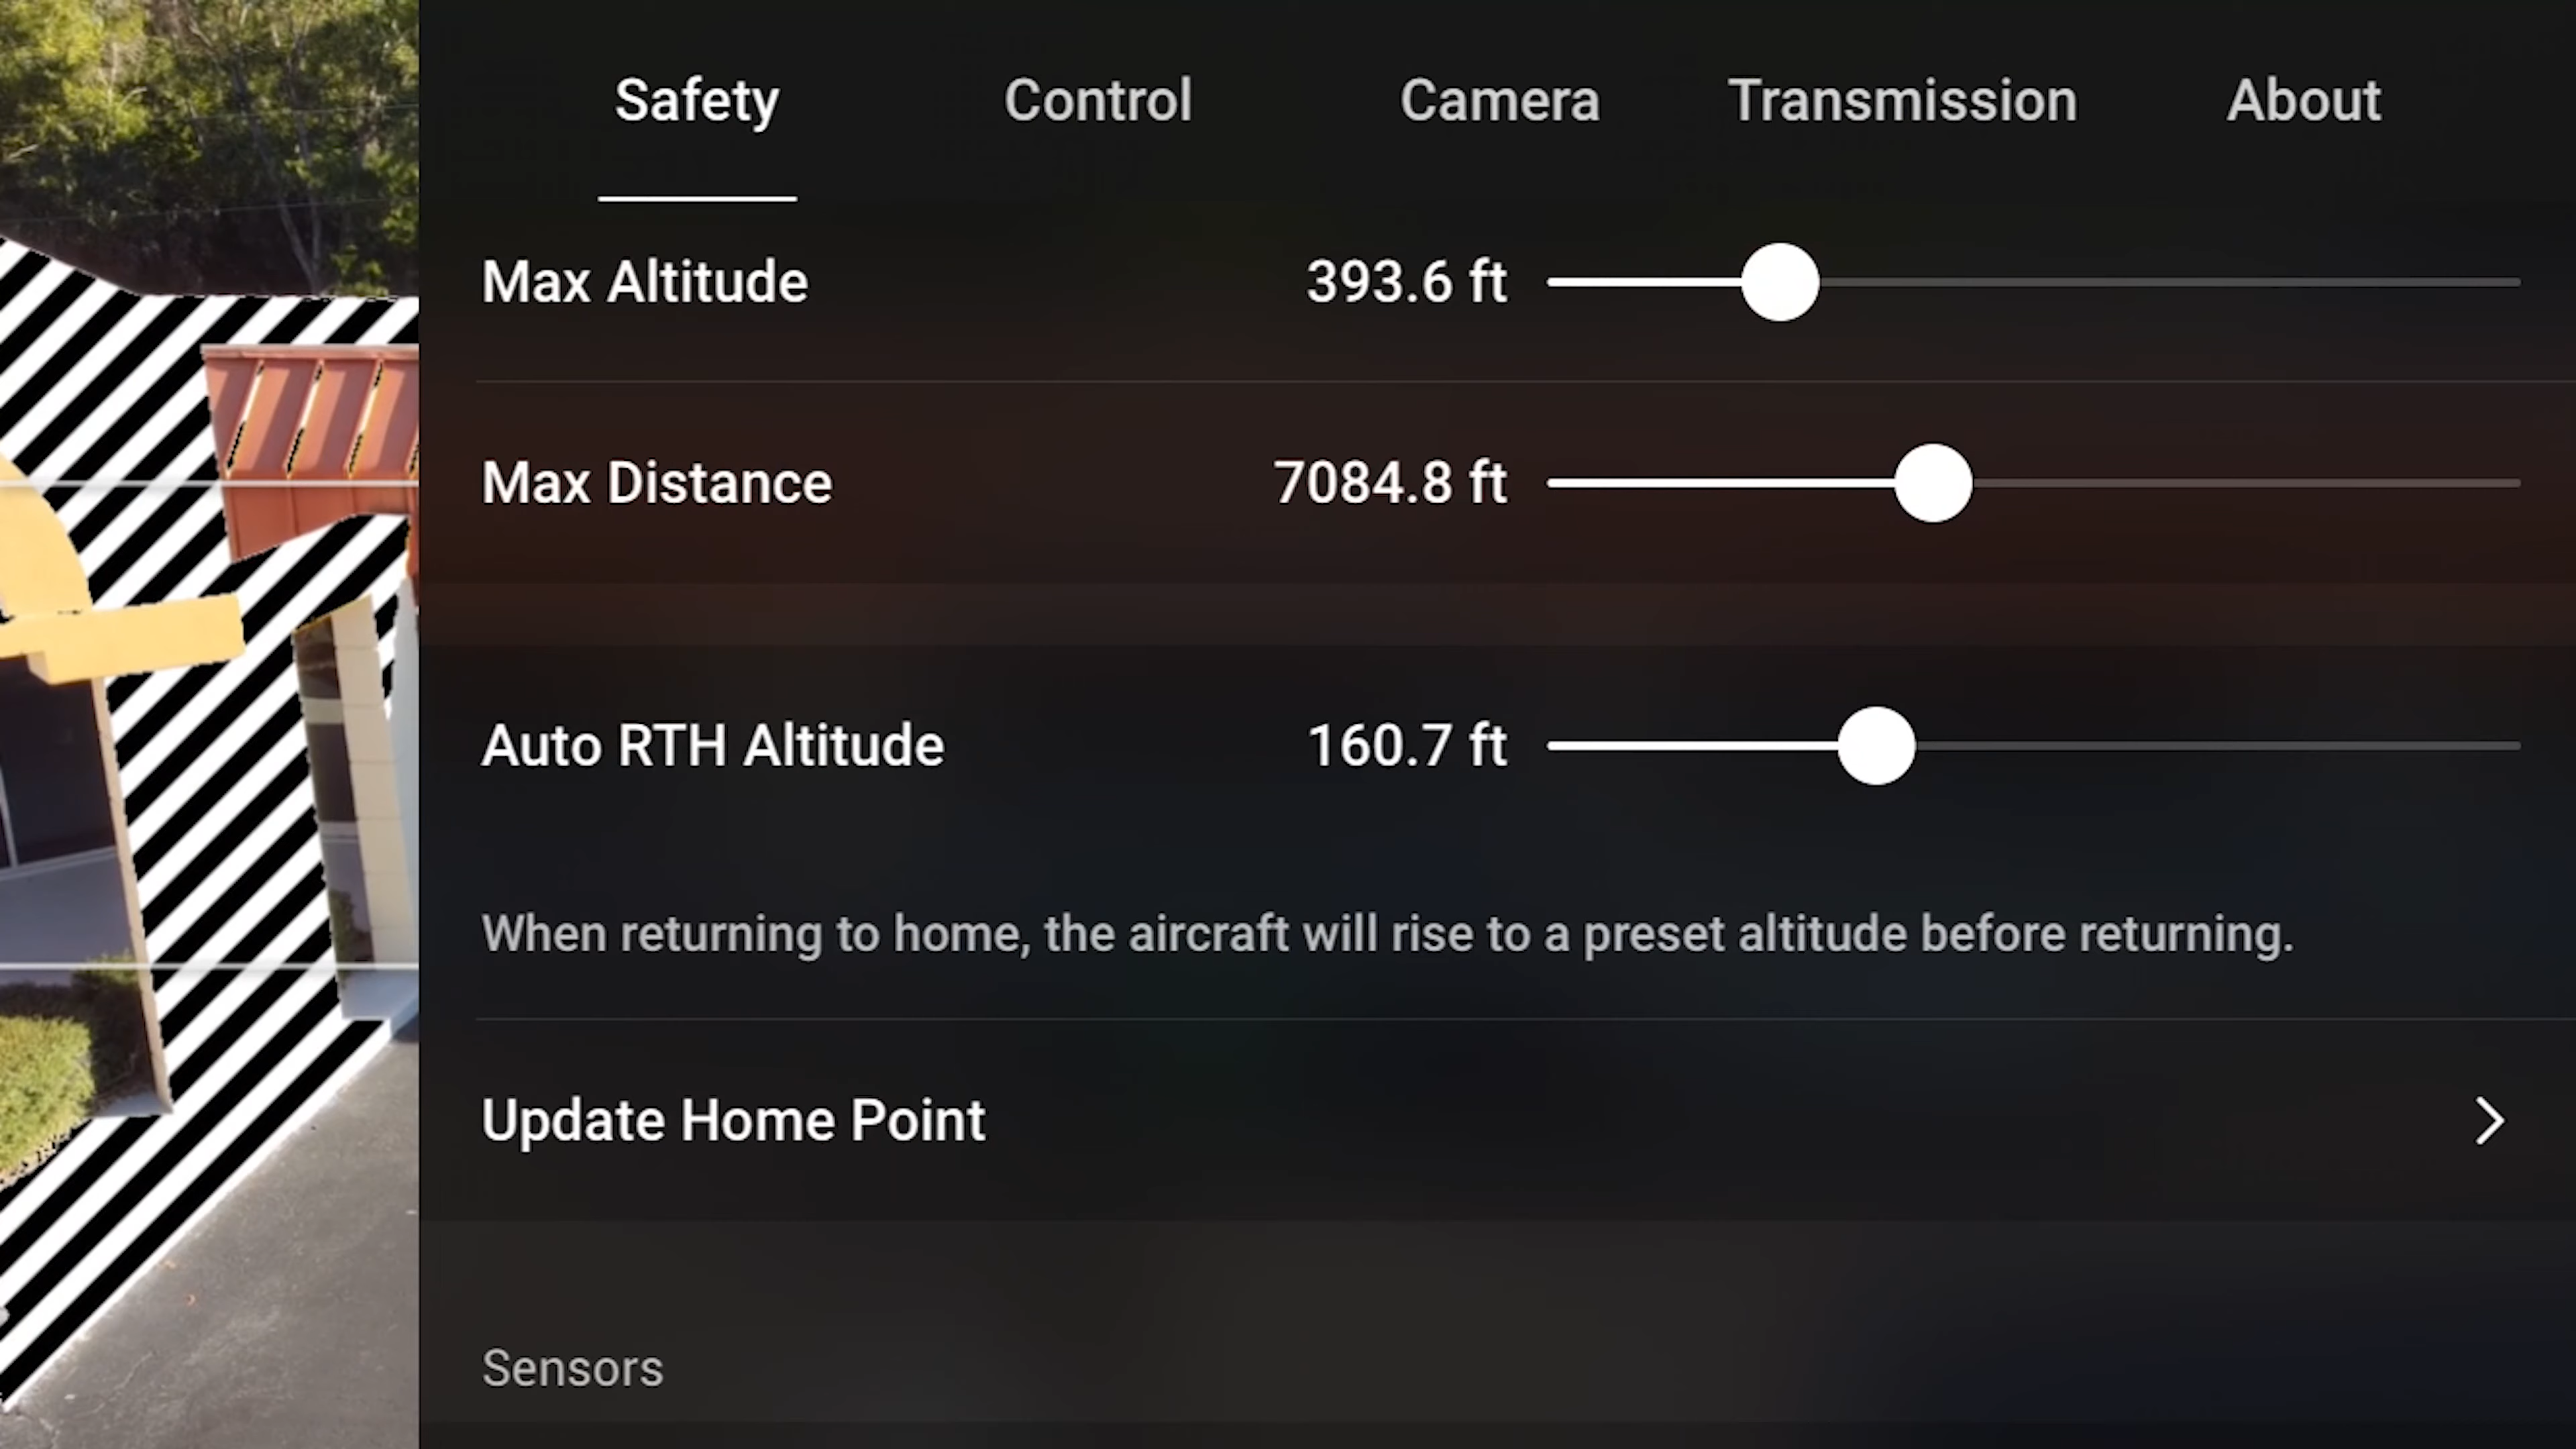 Safety Control Camera Transmission About
Max Altitude 393.6 ft
Max Distance 7084.8 ft
Auto RTH Altitude 160.7 ft
When returning to home, the aircraft will rise to a preset altitude before returning.
Update Home Point
Sensors